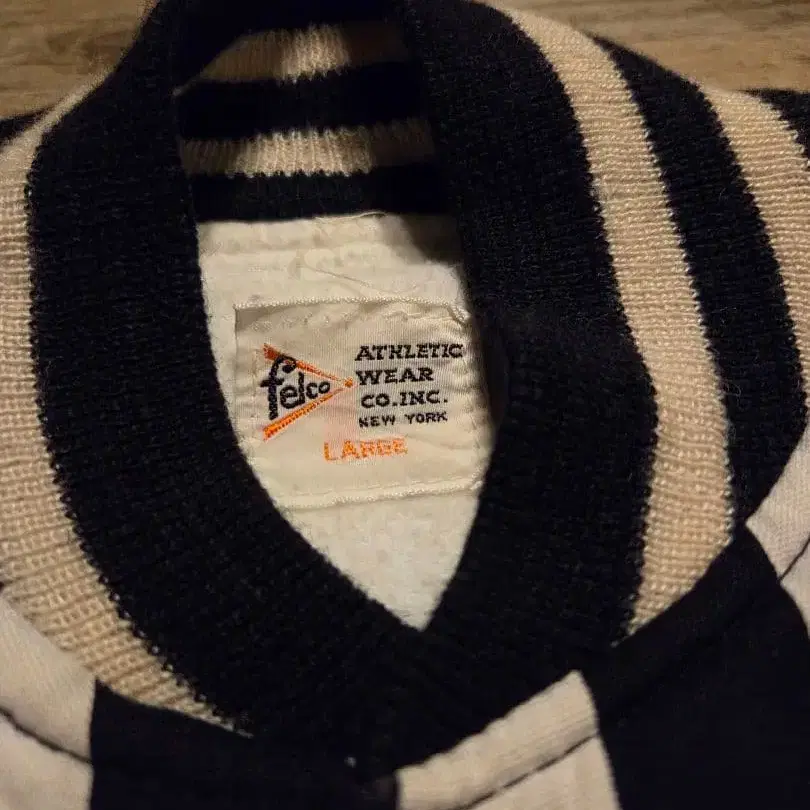 felco
ATHLETIC
WEAR
CO.INC.
NEW YORK
LARGE